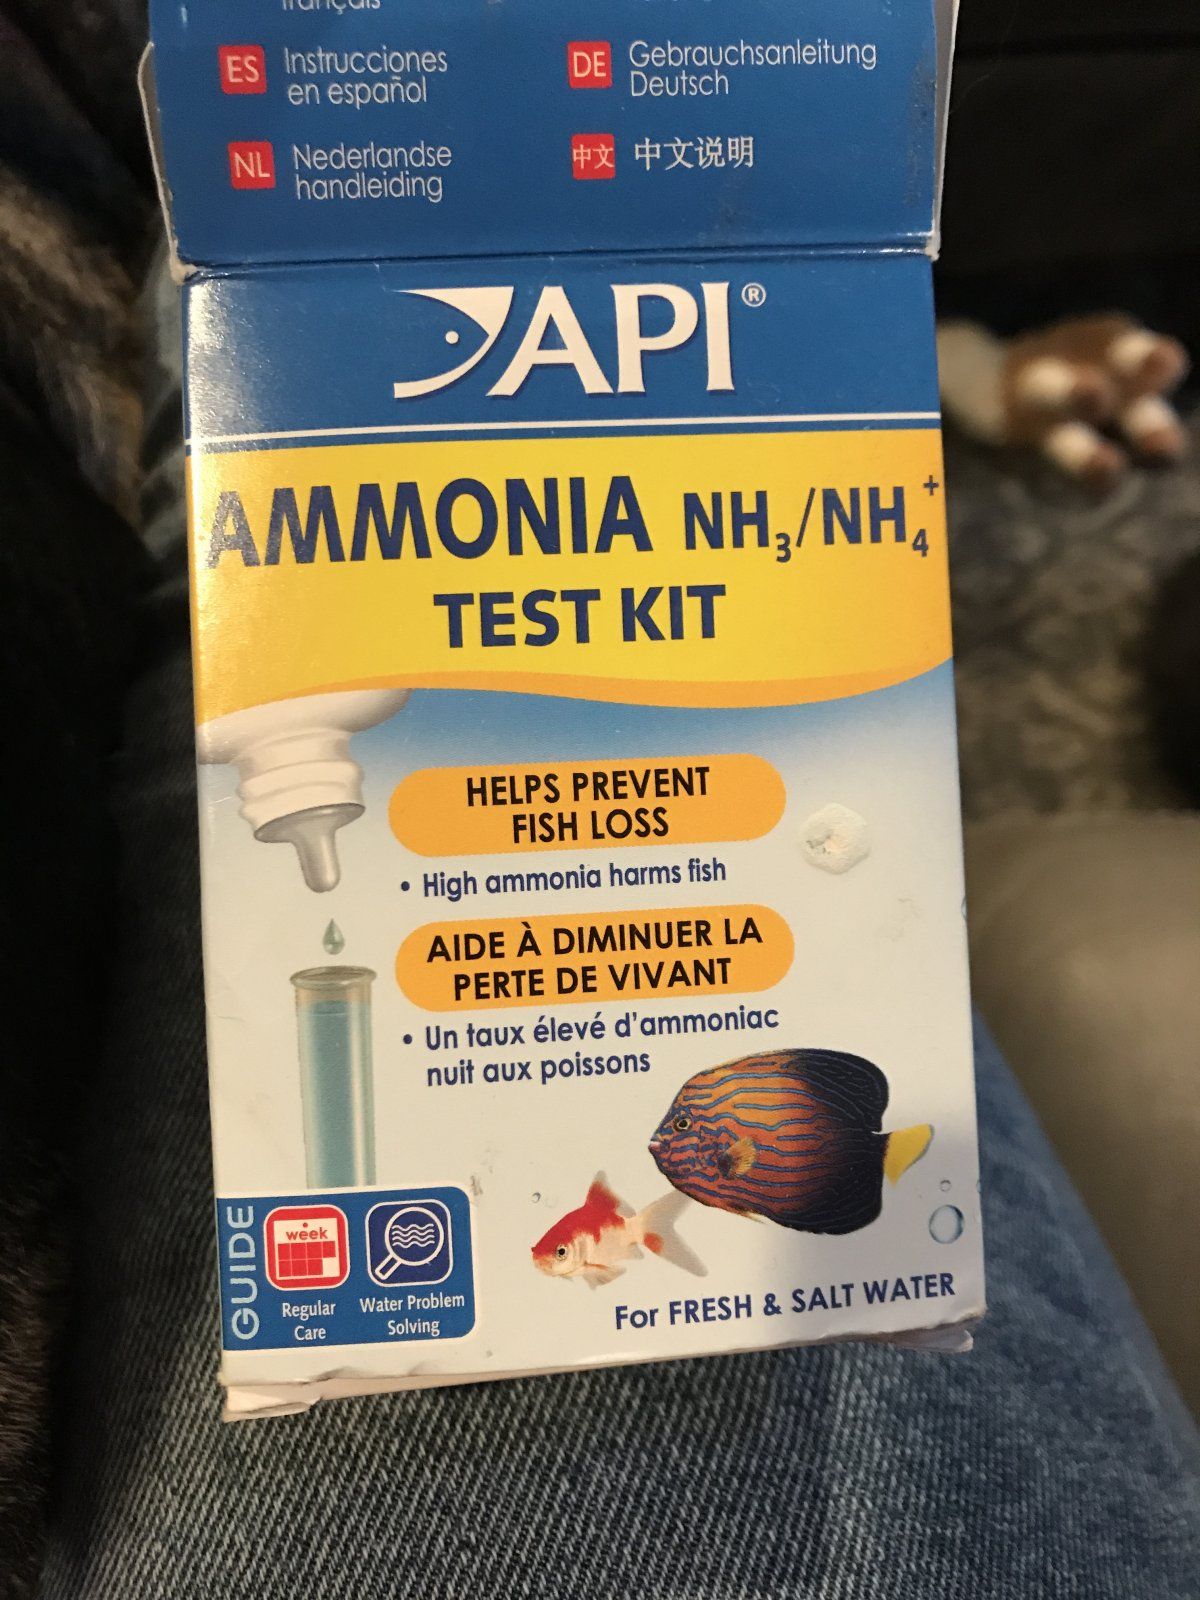 français
ES Instrucciones
en español
DE Gebrauchsanleitung
Deutsch
NL Nederlandse
handleiding
中文 中文说明
API®
AMMONIA NH₃/NH₄⁺
TEST KIT
HELPS PREVENT
FISH LOSS
• High ammonia harms fish
AIDE À DIMINUER LA
PERTE DE VIVANT
• Un taux élevé d'ammoniac
nuit aux poissons
GUIDE
week
Regular
Care
Water Problem
Solving
For FRESH & SALT WATER